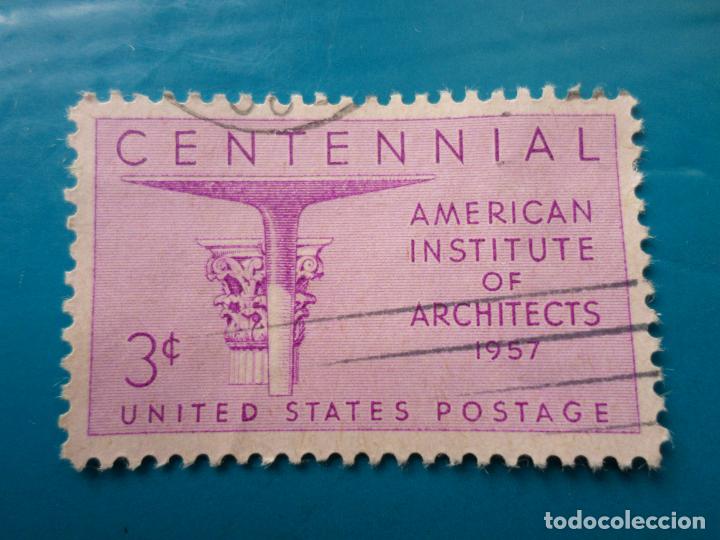 CENTENNIAL
AMERICAN
INSTITUTE
OF
ARCHITECTS
1957
3¢
UNITED STATES POSTAGE
todocoleccion